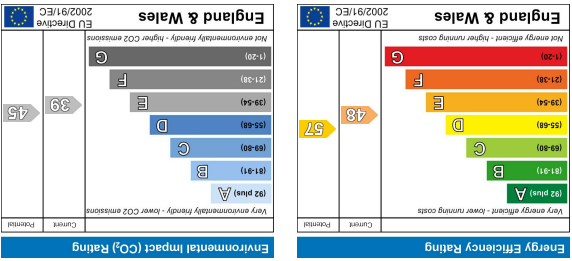 Energy Efficiency Rating
Current
Potential
Very energy efficient - lower running costs
(92 plus) A
(81-91) B
(69-80) C
(55-68) D
(39-54) E
(21-38) F
(1-20) G
Not energy efficient - higher running costs
48
57
England & Wales
EU Directive
2002/91/EC
Environmental Impact (CO₂) Rating
Current
Potential
Very environmentally friendly - lower CO2 emissions
(92 plus) A
(81-91) B
(69-80) C
(55-68) D
(39-54) E
(21-38) F
(1-20) G
Not environmentally friendly - higher CO2 emissions
39
45
England & Wales
EU Directive
2002/91/EC